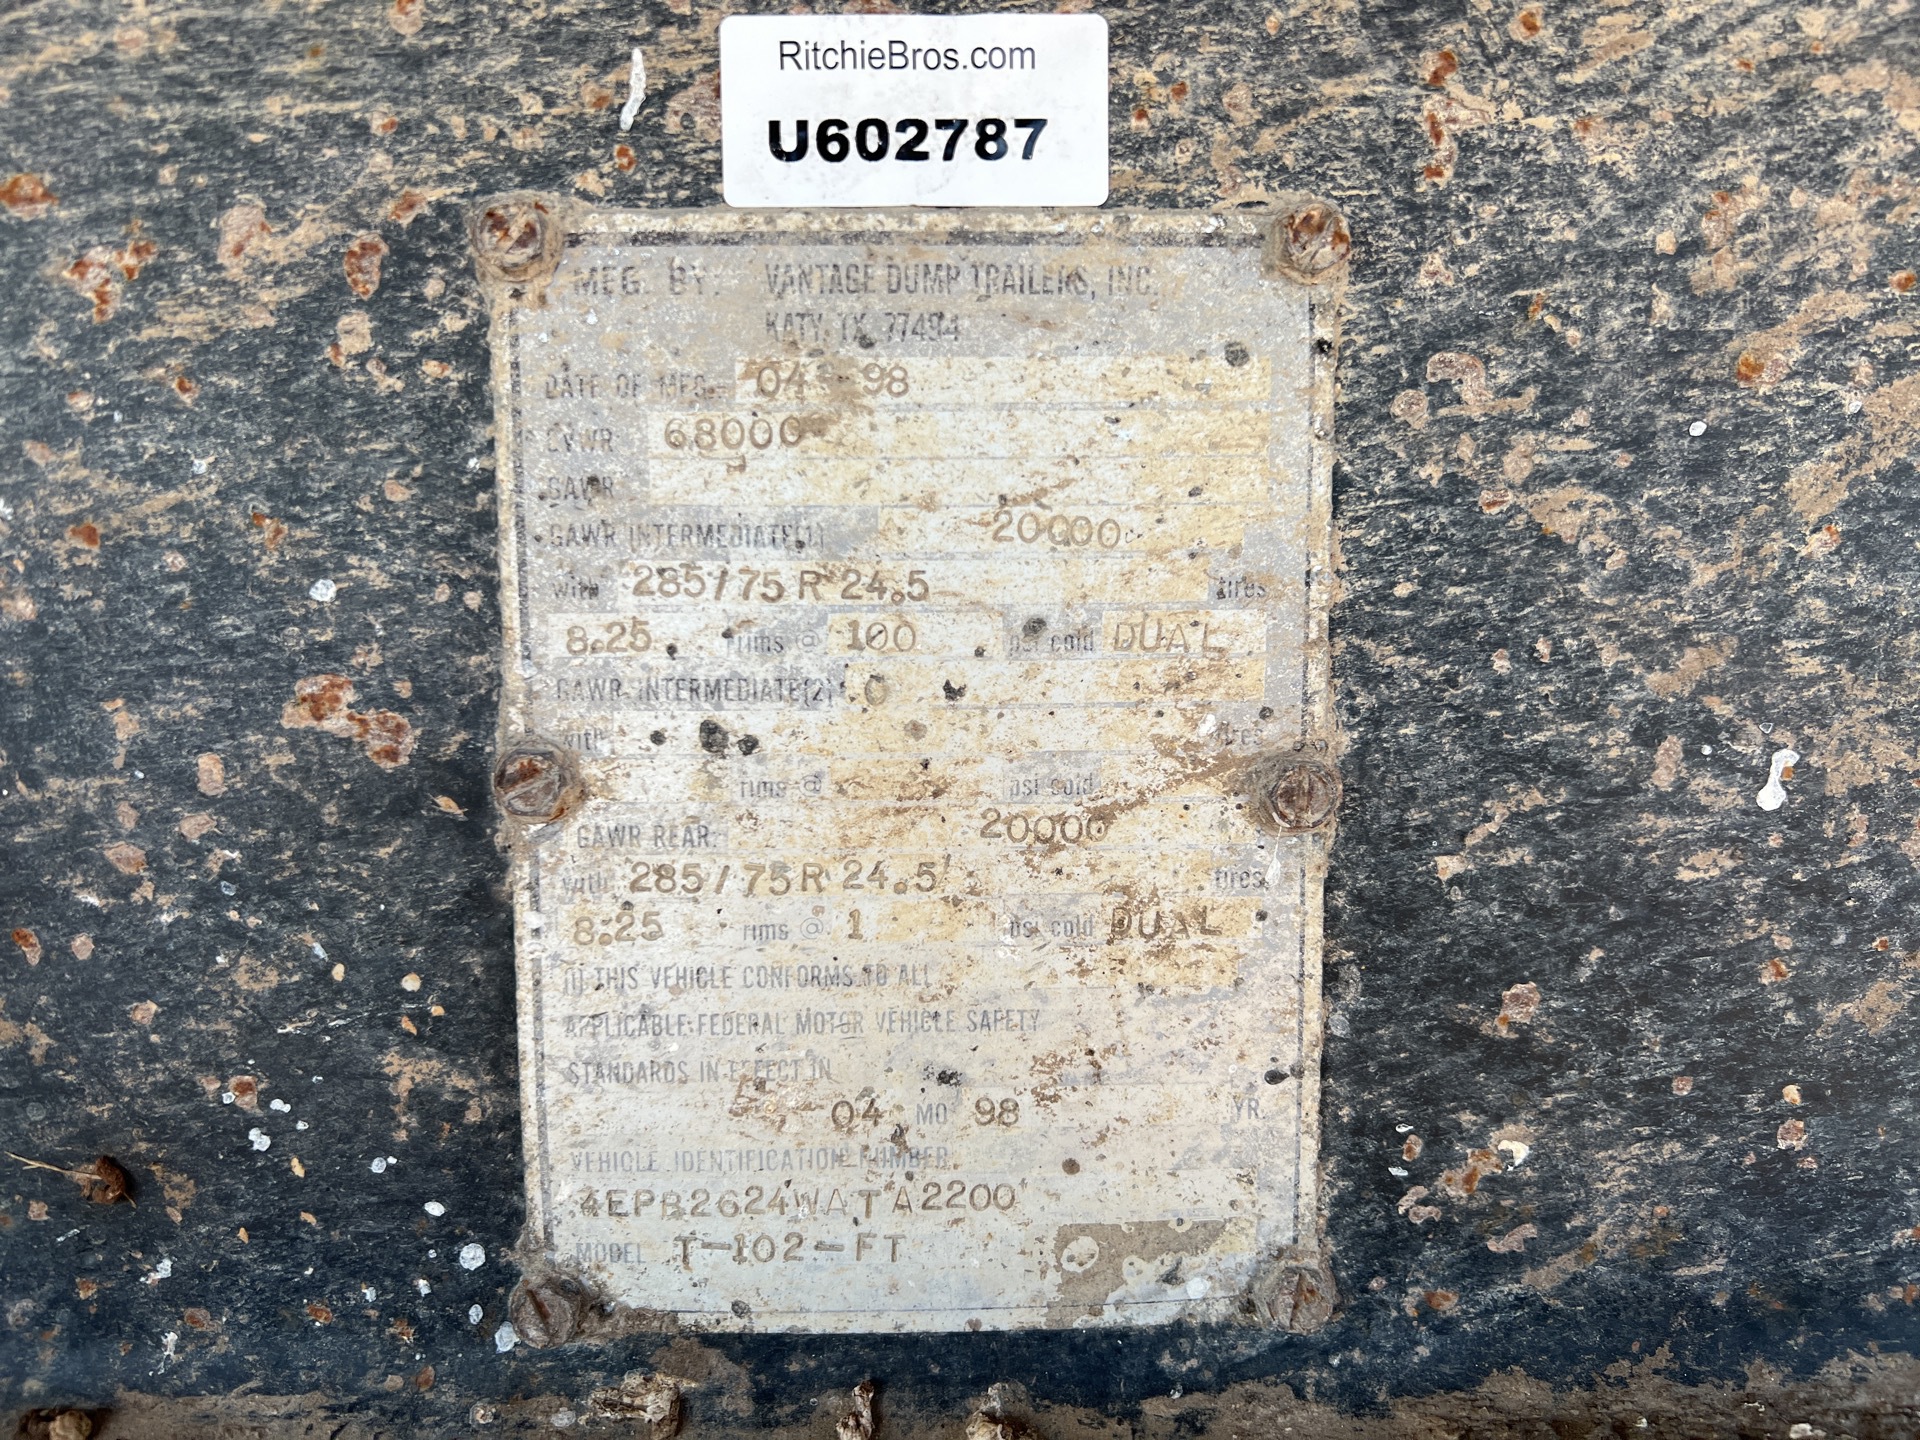 RitchieBros.com
U602787
MFG. BY: VANTAGE DUMP TRAILERS, INC.
KATY, TX 77494
DATE OF MFG. 04 98
GVWR 68000
GAWR
GAWR INTERMEDIATE(1) 20000
with 285/75 R 24.5 tires
8.25 rims @ 100 psi cold DUAL
GAWR INTERMEDIATE(2) 0
with tires
rims @ psi cold
GAWR REAR: 20000
with 285/75R 24.5 tires
8.25 rims @ 1 psi cold DUAL
(1) THIS VEHICLE CONFORMS TO ALL
APPLICABLE FEDERAL MOTOR VEHICLE SAFETY
STANDARDS IN EFFECT IN
04 MO 98 YR.
VEHICLE IDENTIFICATION NUMBER
4EPB2624WATA2200
MODEL T-102-FT